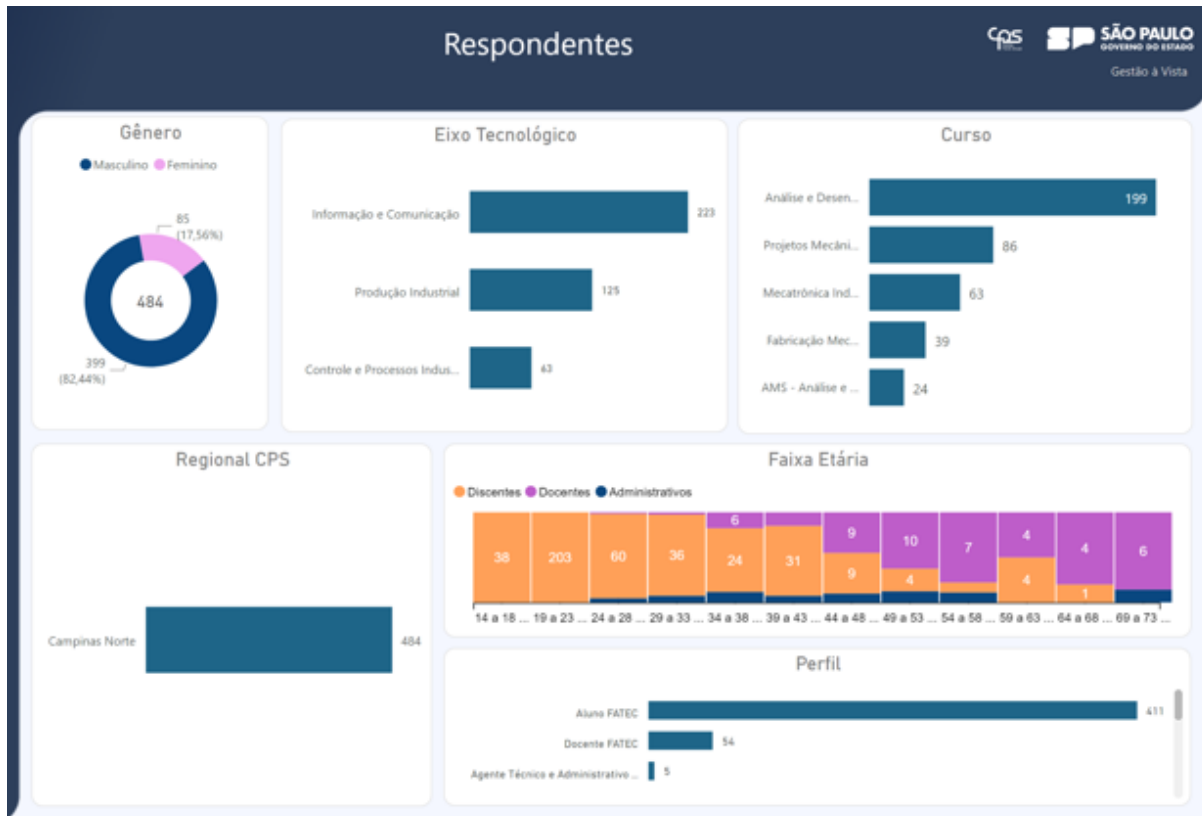 Respondentes
cps
SÃO PAULO
GOVERNO DO ESTADO
Gestão à Vista
Gênero
Masculino Feminino
85
(17,56%)
484
399
(82,44%)
Eixo Tecnológico
Informação e Comunicação 223
Produção Industrial 125
Controle e Processos Indus... 63
Curso
Análise e Desen... 199
Projetos Mecâni... 86
Mecatrônica Ind... 63
Fabricação Mec... 39
AMS - Análise e ... 24
Regional CPS
Campinas Norte 484
Faixa Etária
Discentes Docentes Administrativos
6 9 10 7 4 4 6
38 203 60 36 24 31 9 4 4 1
14 a 18 ... 19 a 23 ... 24 a 28 ... 29 a 33 ... 34 a 38 ... 39 a 43 ... 44 a 48 ... 49 a 53 ... 54 a 58 ... 59 a 63 ... 64 a 68 ... 69 a 73 ...
Perfil
Aluno FATEC 411
Docente FATEC 54
Agente Técnico e Administrativo ... 5